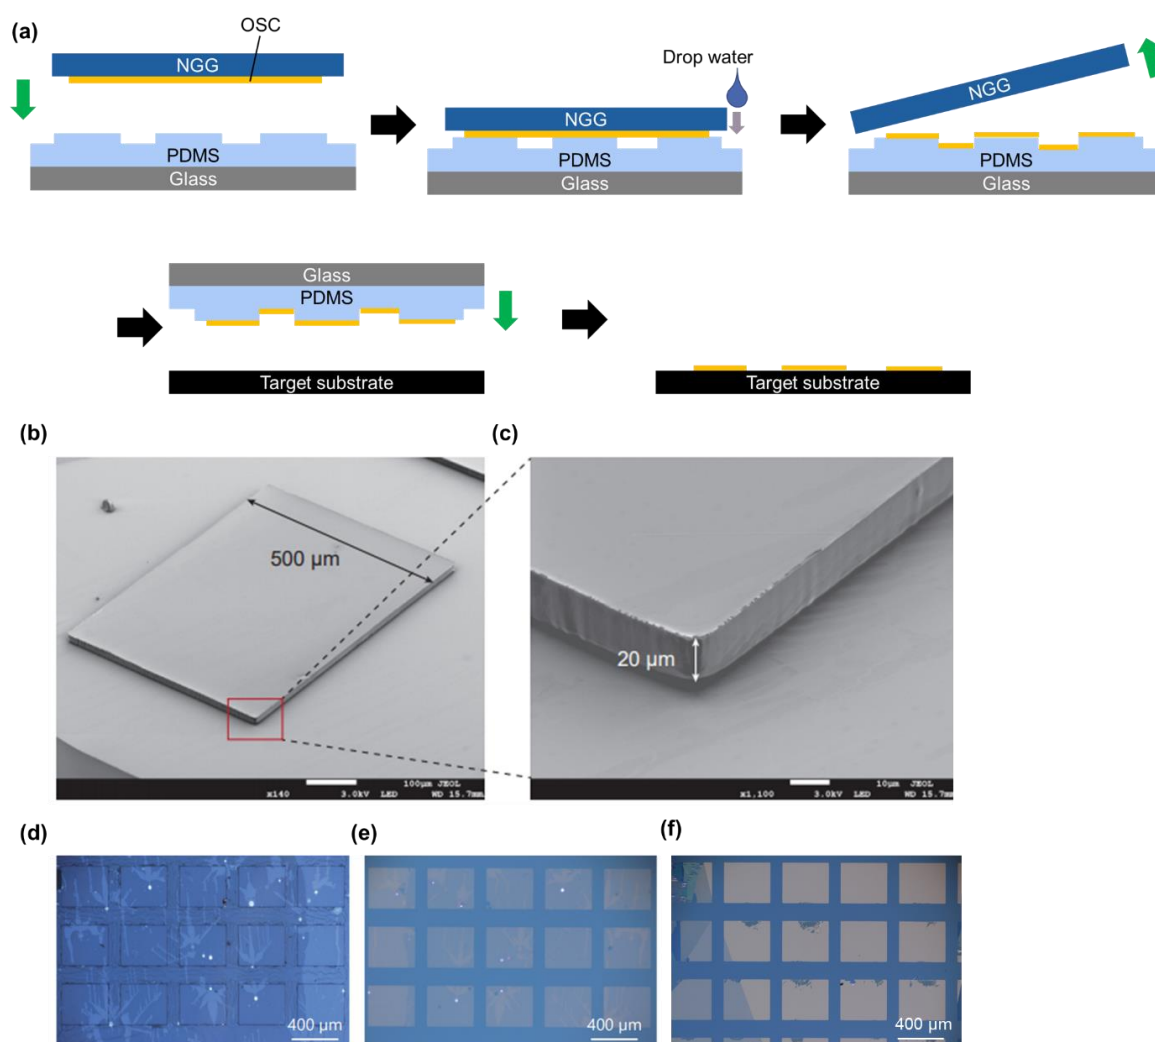 (a)
OSC
NGG
PDMS
Glass
Drop water
NGG
PDMS
Glass
NGG
PDMS
Glass
Glass
PDMS
Target substrate
Target substrate
(b)
500 µm
100µm JEOL
x140 3.0kV LED WD 15.7mm
(c)
20 µm
10µm JEOL
x1,100 3.0kV LED WD 15.7mm
(d)
400 µm
(e)
400 µm
(f)
400 µm